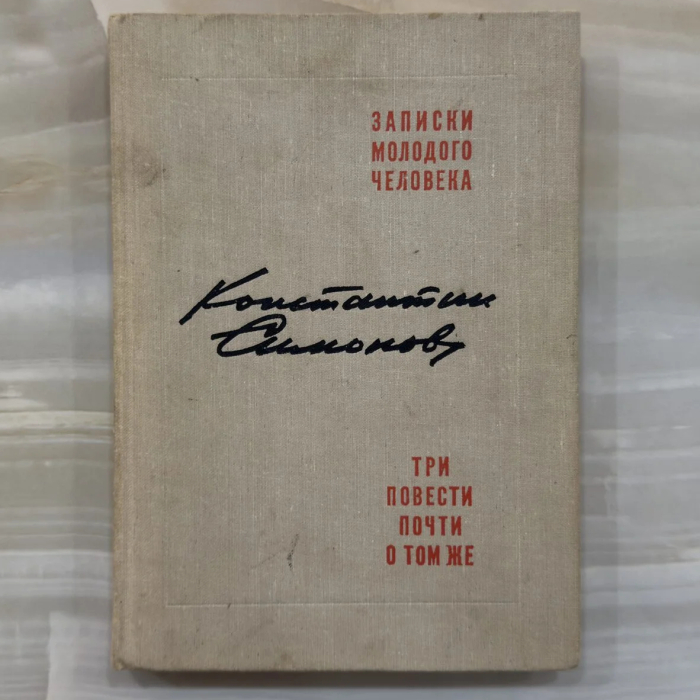 ЗАПИСКИ
МОЛОДОГО
ЧЕЛОВЕКА
Константин
Симонов
ТРИ
ПОВЕСТИ
ПОЧТИ
О ТОМ ЖЕ